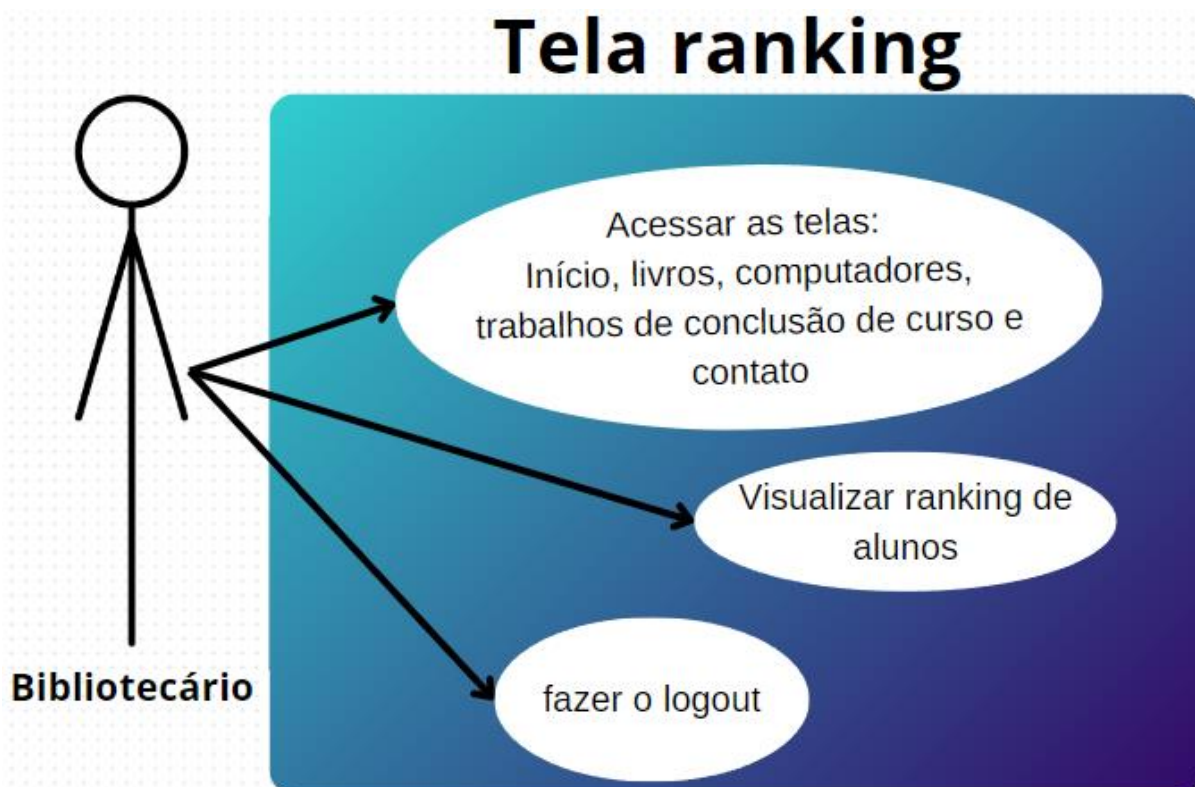 Tela ranking
Acessar as telas:
Início, livros, computadores,
trabalhos de conclusão de curso e
contato
Visualizar ranking de
alunos
fazer o logout
Bibliotecário